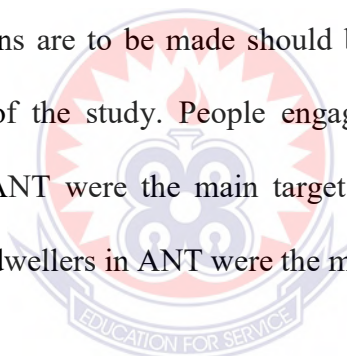 ns are to be made should b
of the study. People engag
ANT were the main target
dwellers in ANT were the m
EDUCATION FOR SERVICE